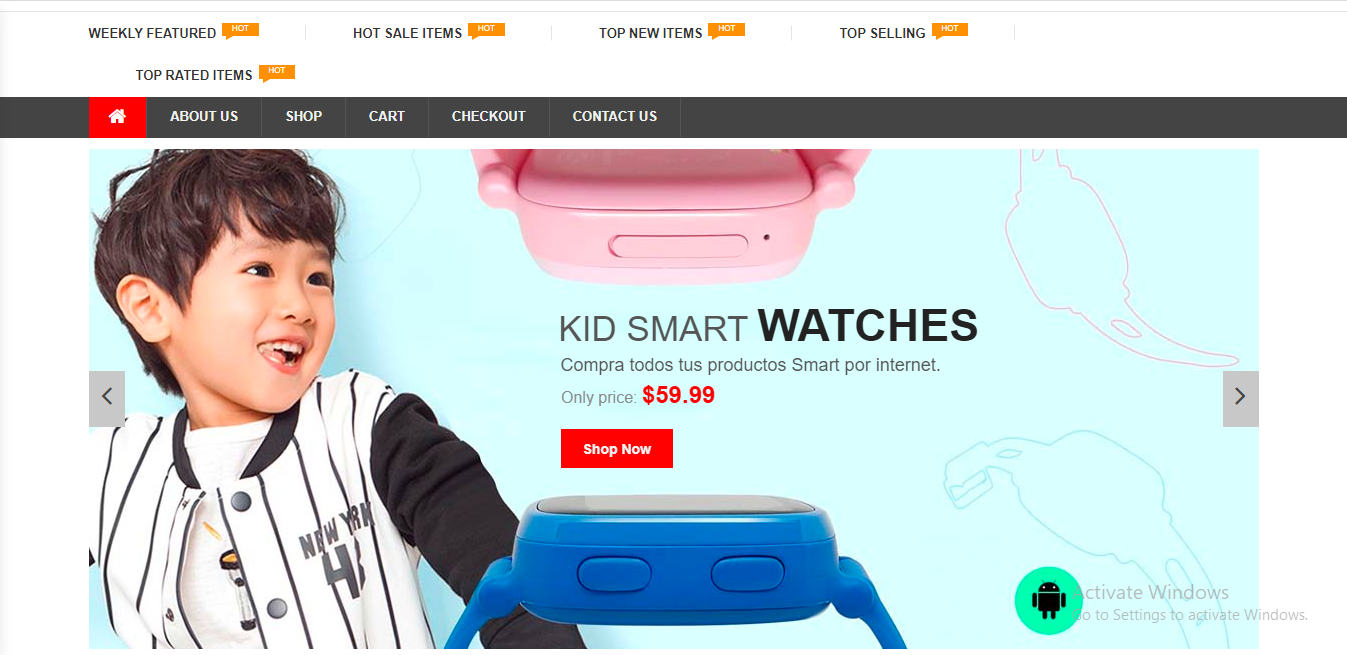 WEEKLY FEATURED HOT
HOT SALE ITEMS HOT
TOP NEW ITEMS HOT
TOP SELLING HOT
TOP RATED ITEMS HOT
ABOUT US SHOP CART CHECKOUT CONTACT US
KID SMART WATCHES
Compra todos tus productos Smart por internet.
Only price: $59.99
Shop Now
NEW YRK
Activate Windows
Go to Settings to activate Windows.